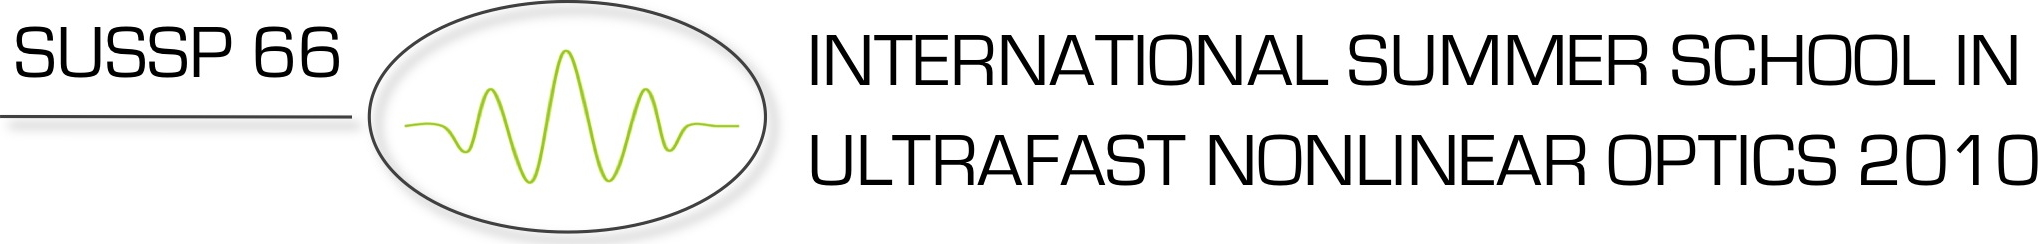 SUSSP 66
INTERNATIONAL SUMMER SCHOOL IN
ULTRAFAST NONLINEAR OPTICS 2010